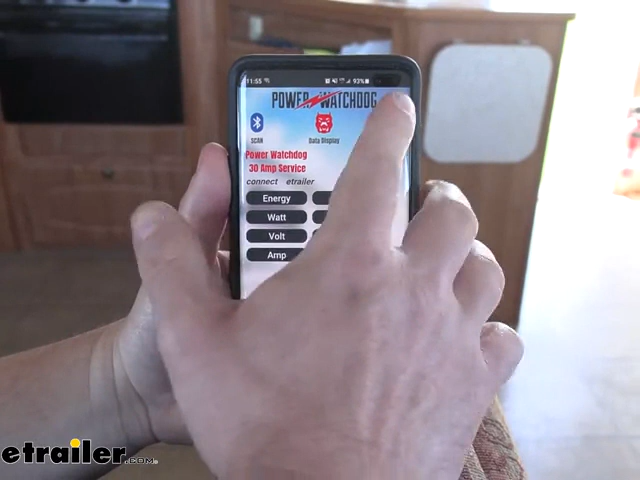 11:55 93%
POWER WATCHDOG
SCAN Data Display
Power Watchdog
30 Amp Service
connect etrailer
Energy
Watt
Volt
Amp
etrailer.com